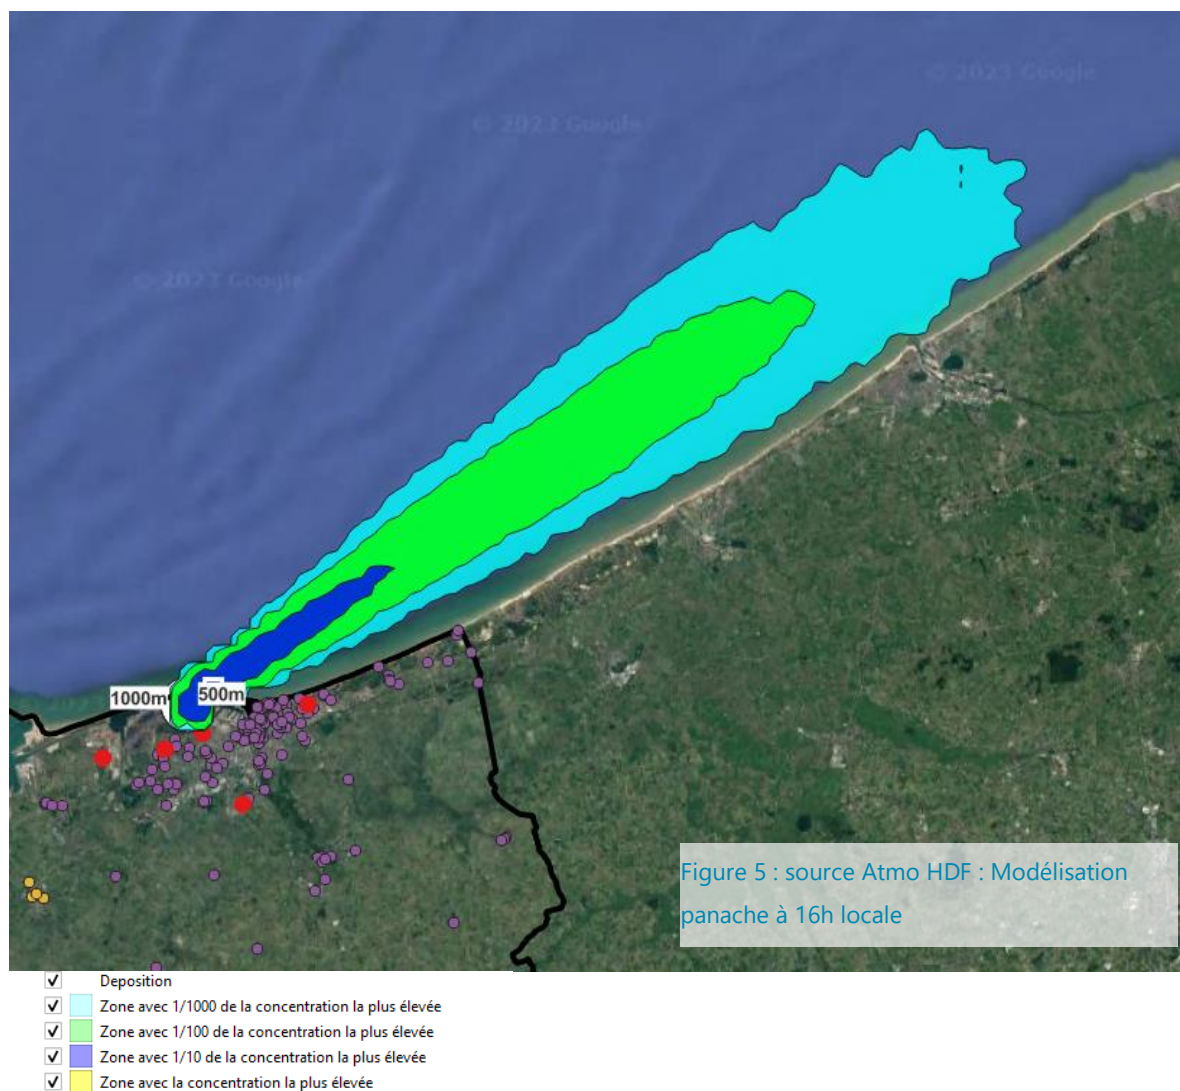 © 2023 Google
© 2023 Google
© 2023 Google
1000m
500m
Figure 5 : source Atmo HDF : Modélisation
panache à 16h locale
Deposition
Zone avec 1/1000 de la concentration la plus élevée
Zone avec 1/100 de la concentration la plus élevée
Zone avec 1/10 de la concentration la plus élevée
Zone avec la concentration la plus élevée